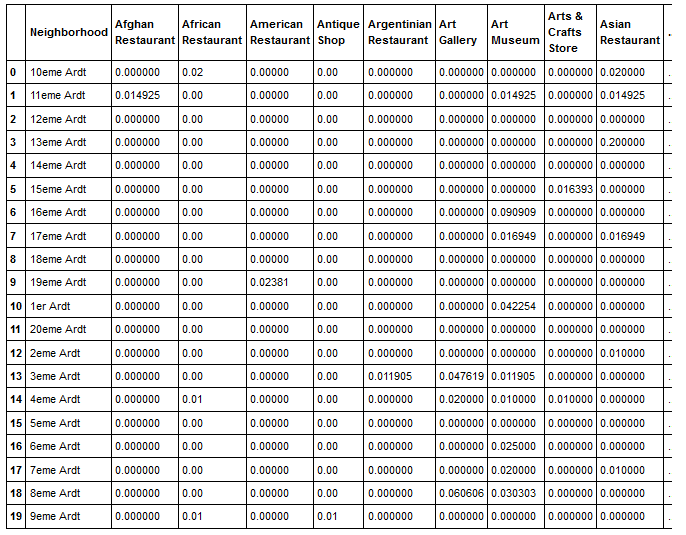 Neighborhood Afghan Restaurant African Restaurant American Restaurant Antique Shop Argentinian Restaurant Art Gallery Art Museum Arts & Crafts Store Asian Restaurant ..
0 10eme Ardt 0.000000 0.02 0.00000 0.00 0.000000 0.000000 0.000000 0.000000 0.020000 ..
1 11eme Ardt 0.014925 0.00 0.00000 0.00 0.000000 0.000000 0.014925 0.000000 0.014925 ..
2 12eme Ardt 0.000000 0.00 0.00000 0.00 0.000000 0.000000 0.000000 0.000000 0.000000 ..
3 13eme Ardt 0.000000 0.00 0.00000 0.00 0.000000 0.000000 0.000000 0.000000 0.200000 ..
4 14eme Ardt 0.000000 0.00 0.00000 0.00 0.000000 0.000000 0.000000 0.000000 0.000000 ..
5 15eme Ardt 0.000000 0.00 0.00000 0.00 0.000000 0.000000 0.000000 0.016393 0.000000 ..
6 16eme Ardt 0.000000 0.00 0.00000 0.00 0.000000 0.000000 0.090909 0.000000 0.000000 ..
7 17eme Ardt 0.000000 0.00 0.00000 0.00 0.000000 0.000000 0.016949 0.000000 0.016949 ..
8 18eme Ardt 0.000000 0.00 0.00000 0.00 0.000000 0.000000 0.000000 0.000000 0.000000 ..
9 19eme Ardt 0.000000 0.00 0.02381 0.00 0.000000 0.000000 0.000000 0.000000 0.000000 ..
10 1er Ardt 0.000000 0.00 0.00000 0.00 0.000000 0.000000 0.042254 0.000000 0.000000 ..
11 20eme Ardt 0.000000 0.00 0.00000 0.00 0.000000 0.000000 0.000000 0.000000 0.000000 ..
12 2eme Ardt 0.000000 0.00 0.00000 0.00 0.000000 0.000000 0.000000 0.000000 0.010000 ..
13 3eme Ardt 0.000000 0.00 0.00000 0.00 0.011905 0.047619 0.011905 0.000000 0.000000 ..
14 4eme Ardt 0.000000 0.01 0.00000 0.00 0.000000 0.020000 0.010000 0.010000 0.000000 ..
15 5eme Ardt 0.000000 0.00 0.00000 0.00 0.000000 0.000000 0.000000 0.000000 0.000000 ..
16 6eme Ardt 0.000000 0.00 0.00000 0.00 0.000000 0.000000 0.025000 0.000000 0.000000 ..
17 7eme Ardt 0.000000 0.00 0.00000 0.00 0.000000 0.000000 0.020000 0.000000 0.010000 ..
18 8eme Ardt 0.000000 0.00 0.00000 0.00 0.000000 0.060606 0.030303 0.000000 0.000000 ..
19 9eme Ardt 0.000000 0.01 0.00000 0.01 0.000000 0.000000 0.000000 0.000000 0.000000 ..